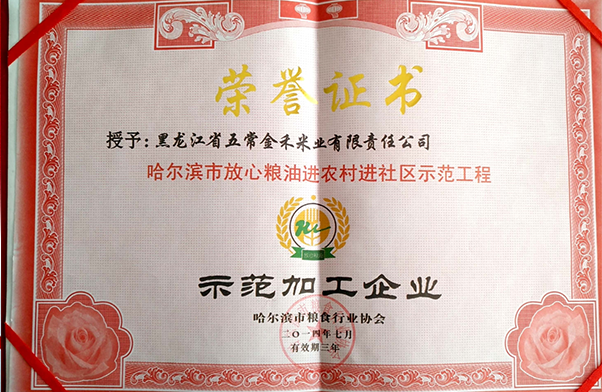 荣誉证书
授予：黑龙江省五常金禾米业有限责任公司
哈尔滨市放心粮油进农村进社区示范工程
示范加工企业
哈尔滨市粮食行业协会
二〇一四年七月
有效期三年